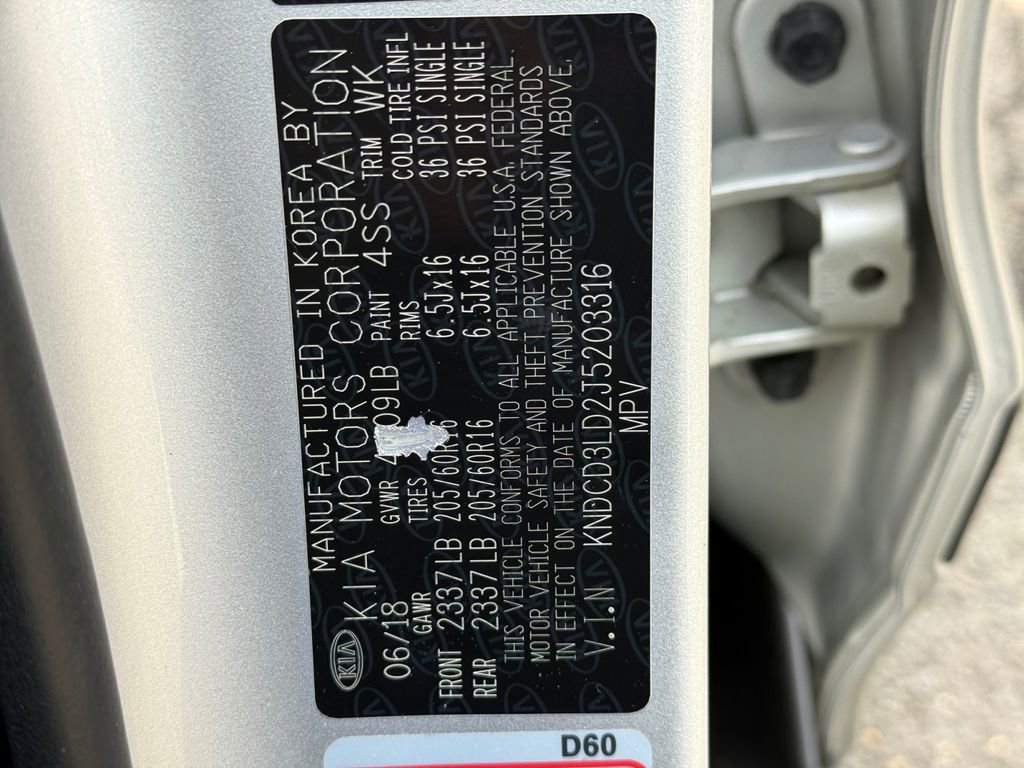 MANUFACTURED IN KOREA BY
KIA KIA MOTORS CORPORATION
06/18 GVWR PAINT 4SS TRIM WK
GAWR TIRES RIMS COLD TIRE INFL
FRONT 2337LB 205/60R16 6.5Jx16 36 PSI SINGLE
REAR 2337LB 205/60R16 6.5Jx16 36 PSI SINGLE
THIS VEHICLE CONFORMS TO ALL APPLICABLE U.S.A. FEDERAL
MOTOR VEHICLE SAFETY AND THEFT PREVENTION STANDARDS
IN EFFECT ON THE DATE OF MANUFACTURE SHOWN ABOVE.
V.I.N KNDCD3LD2J5203316
MPV
D60